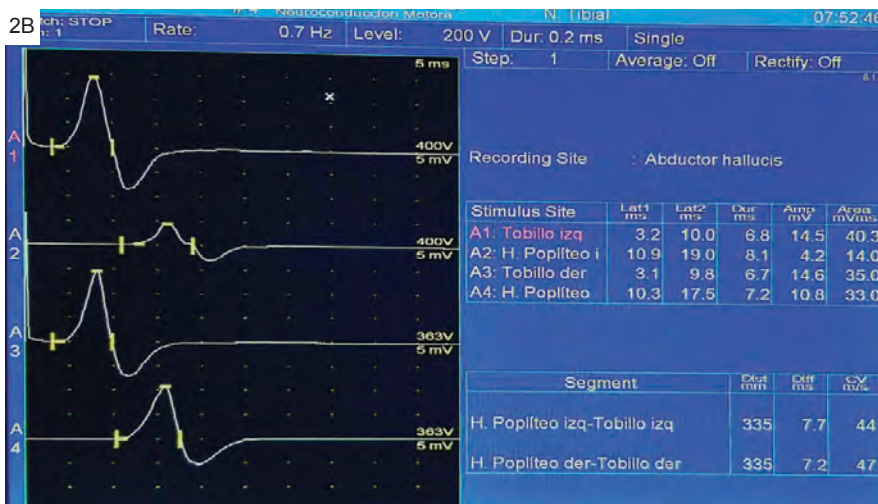 2B
Neuroconduccion Motora
N. Tibial
07:52:46
tch: STOP
Rate: 0.7 Hz
Level: 200 V
Dur: 0.2 ms
Single
Step: 1
Average: Off
Rectify: Off
5 ms
A 1
400V
5 mV
A 2
400V
5 mV
A 3
363V
5 mV
A 4
363V
5 mV
Recording Site : Abductor hallucis
Stimulus Site Lat1 ms Lat2 ms Dur ms Amp mV Area mVms
A1: Tobillo izq 3.2 10.0 6.8 14.5 40.3
A2: H. Poplíteo i 10.9 19.0 8.1 4.2 14.0
A3: Tobillo der 3.1 9.8 6.7 14.6 35.0
A4: H. Poplíteo 10.3 17.5 7.2 10.8 33.0
Segment Dist mm Diff ms CV m/s
H. Poplíteo izq-Tobillo izq 335 7.7 44
H. Poplíteo der-Tobillo der 335 7.2 47